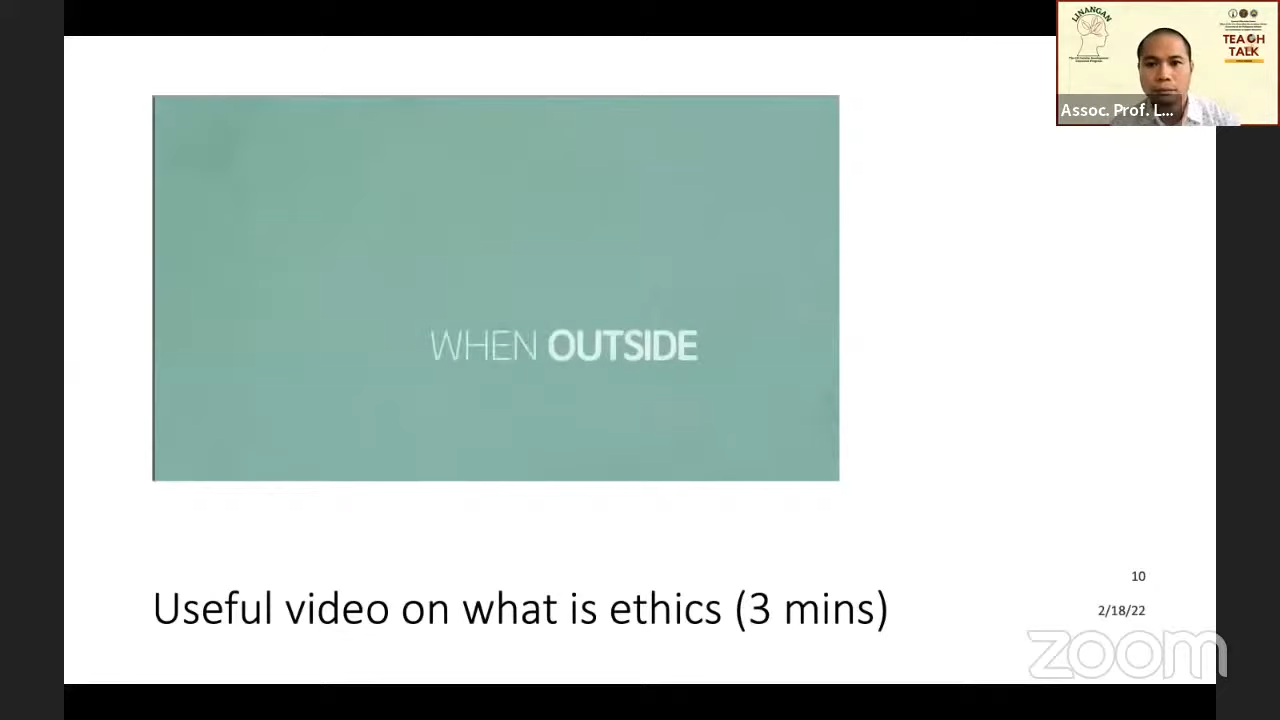 LINANGAN
TEACH
TALK
Assoc. Prof. L...
WHEN OUTSIDE
Useful video on what is ethics (3 mins)
10
2/18/22
zoom